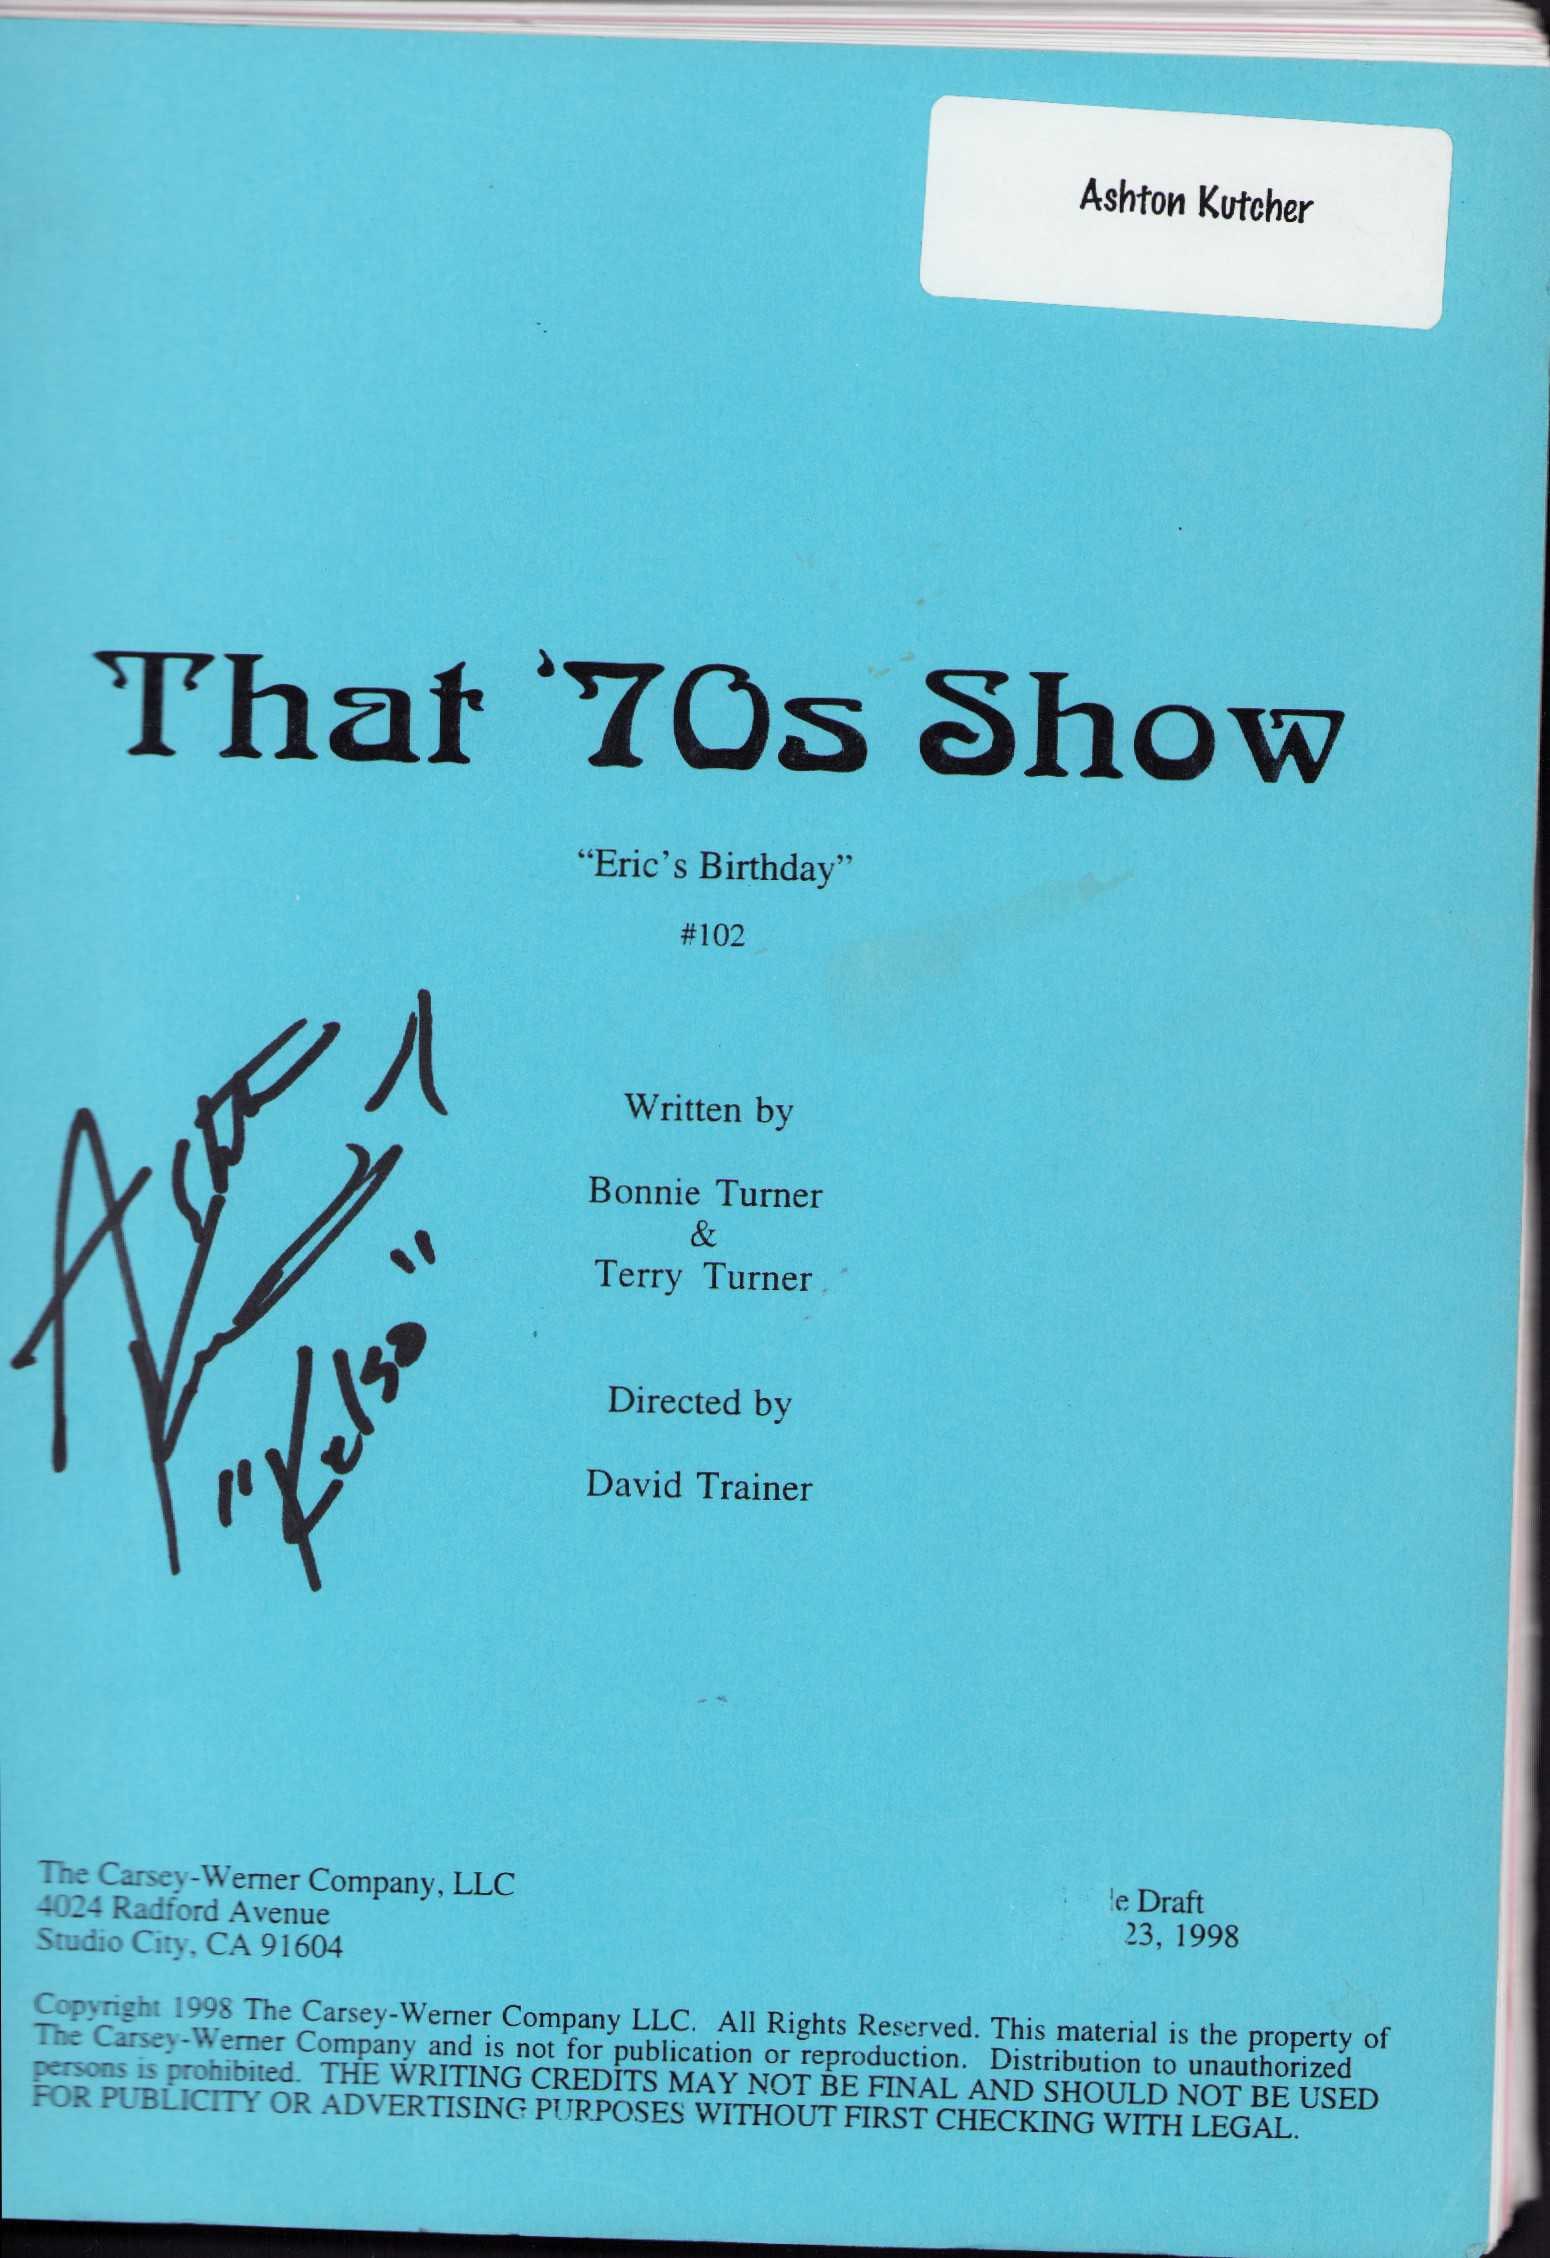 Ashton Kutcher
That '70s Show
“Eric's Birthday”
#102
Written by
Bonnie Turner
&
Terry Turner
Directed by
David Trainer
"Kelso"
The Carsey-Werner Company, LLC
4024 Radford Avenue
Studio City, CA 91604
Draft
23, 1998
Copyright 1998 The Carsey-Werner Company LLC. All Rights Reserved. This material is the property of
The Carsey-Werner Company and is not for publication or reproduction. Distribution to unauthorized
persons is prohibited. THE WRITING CREDITS MAY NOT BE FINAL AND SHOULD NOT BE USED
FOR PUBLICITY OR ADVERTISING PURPOSES WITHOUT FIRST CHECKING WITH LEGAL.